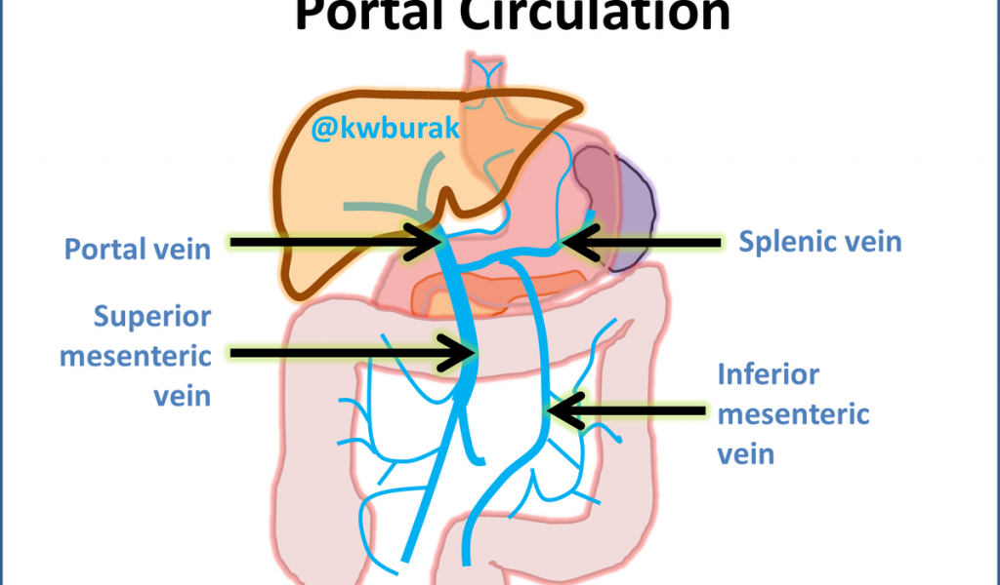 Portal Circulation
@kwburak
Portal vein
Splenic vein
Superior
mesenteric
vein
Inferior
mesenteric
vein